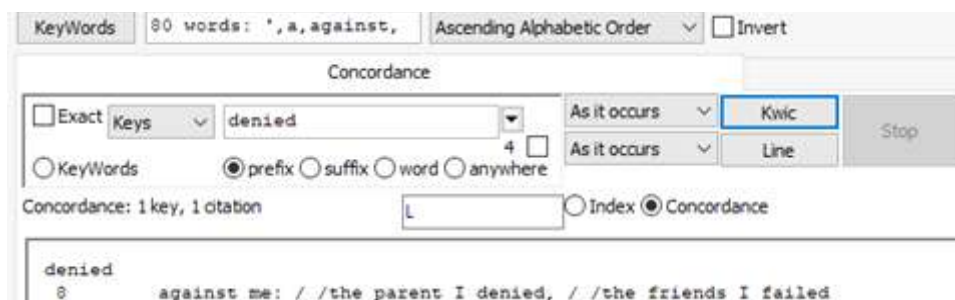 KeyWords 80 words: ',a,against, Ascending Alphabetic Order Invert
Concordance
Exact Keys denied As it occurs Kwic Stop
4 As it occurs Line
KeyWords prefix suffix word anywhere
Concordance: 1 key, 1 citation L Index Concordance
denied
8 against me: / /the parent I denied, / /the friends I failed